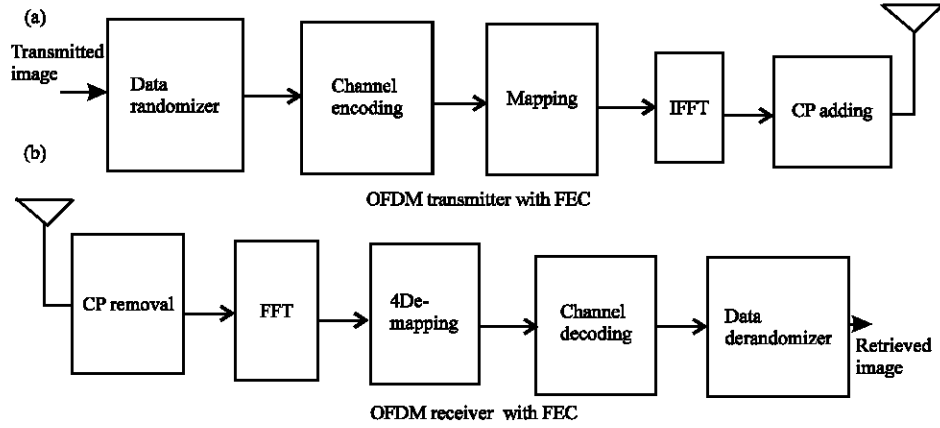 (a)
Transmitted
image
Data
randomizer
Channel
encoding
Mapping
IFFT
CP adding
OFDM transmitter with FEC
(b)
CP removal
FFT
4De-
mapping
Channel
decoding
Data
derandomizer
Retrieved
image
OFDM receiver with FEC